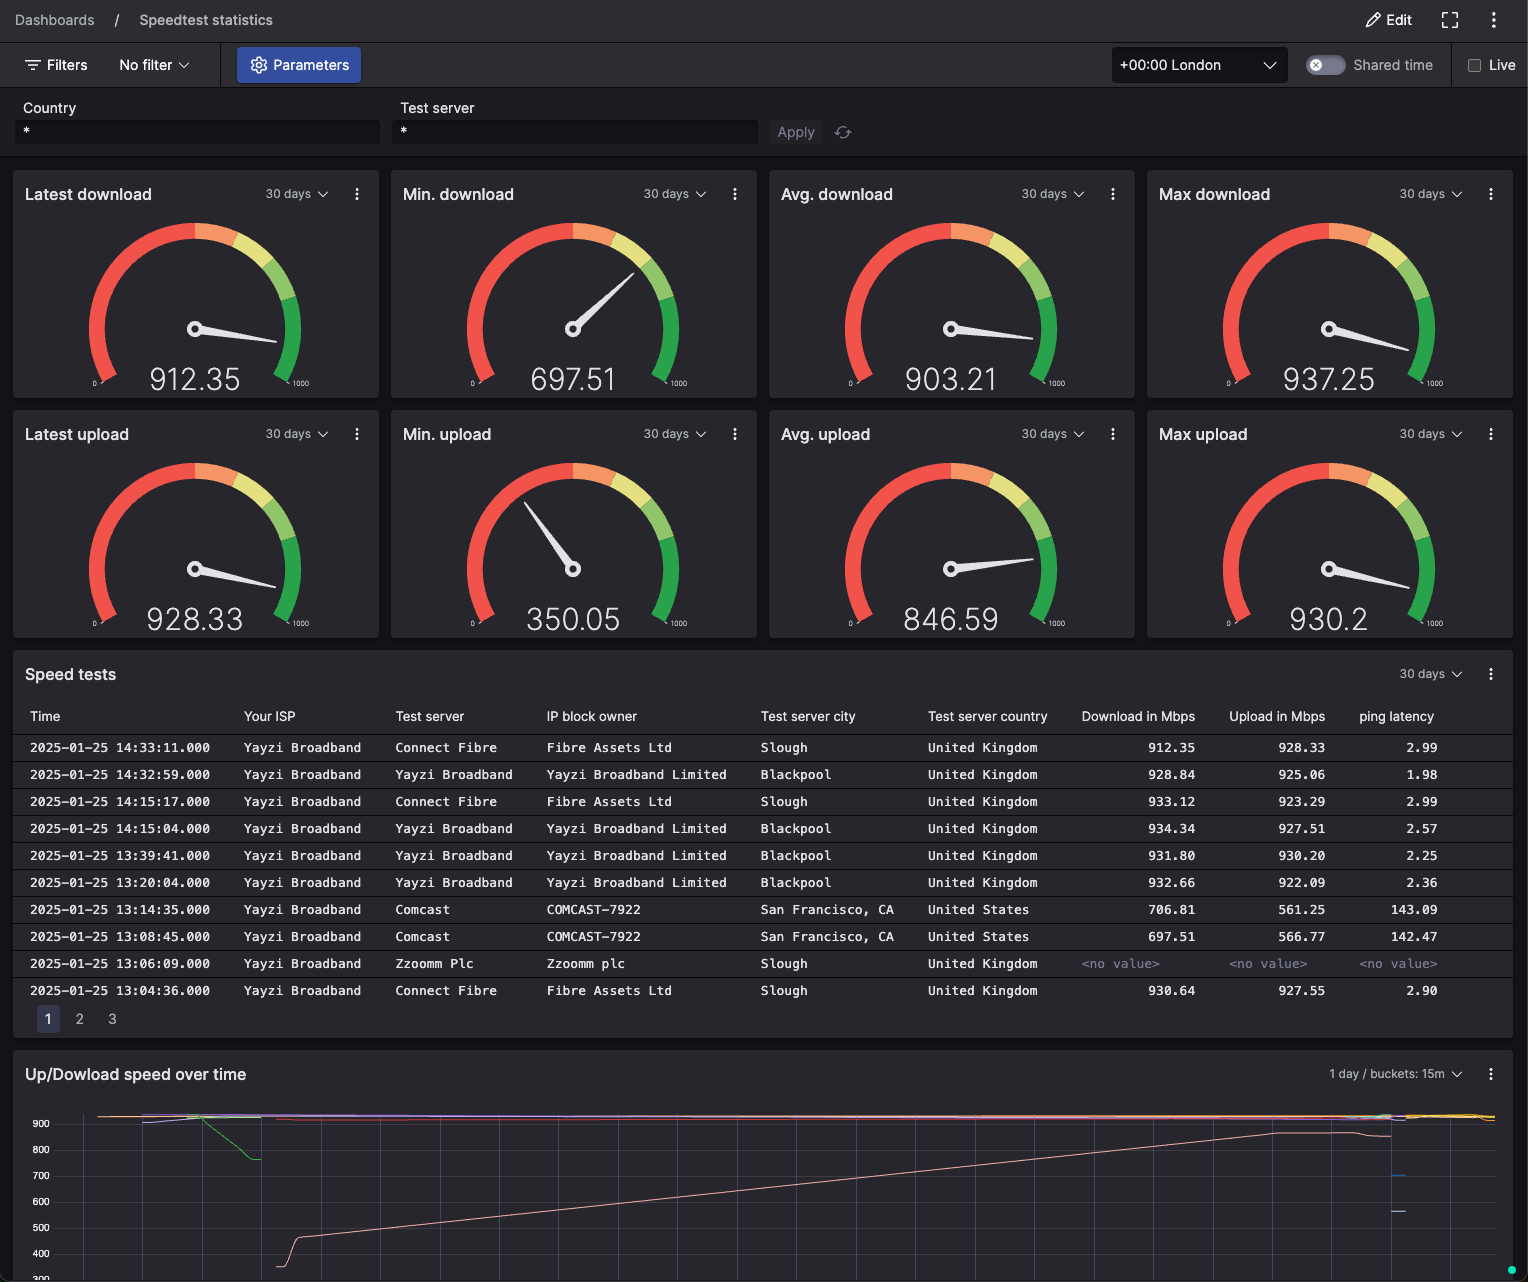 Dashboards / Speedtest statistics Edit
Filters No filter Parameters +00:00 London Shared time Live
Country Test server
* * Apply
Latest download 30 days Min. download 30 days Avg. download 30 days Max download 30 days
0 912.35 1000 0 697.51 1000 0 903.21 1000 0 937.25 1000
Latest upload 30 days Min. upload 30 days Avg. upload 30 days Max upload 30 days
0 928.33 1000 0 350.05 1000 0 846.59 1000 0 930.2 1000
Speed tests 30 days
Time Your ISP Test server IP block owner Test server city Test server country Download in Mbps Upload in Mbps ping latency
2025-01-25 14:33:11.000 Yayzi Broadband Connect Fibre Fibre Assets Ltd Slough United Kingdom 912.35 928.33 2.99
2025-01-25 14:32:59.000 Yayzi Broadband Yayzi Broadband Yayzi Broadband Limited Blackpool United Kingdom 928.84 925.06 1.98
2025-01-25 14:15:17.000 Yayzi Broadband Connect Fibre Fibre Assets Ltd Slough United Kingdom 933.12 923.29 2.99
2025-01-25 14:15:04.000 Yayzi Broadband Yayzi Broadband Yayzi Broadband Limited Blackpool United Kingdom 934.34 927.51 2.57
2025-01-25 13:39:41.000 Yayzi Broadband Yayzi Broadband Yayzi Broadband Limited Blackpool United Kingdom 931.80 930.20 2.25
2025-01-25 13:20:04.000 Yayzi Broadband Yayzi Broadband Yayzi Broadband Limited Blackpool United Kingdom 932.66 922.09 2.36
2025-01-25 13:14:35.000 Yayzi Broadband Comcast COMCAST-7922 San Francisco, CA United States 706.81 561.25 143.09
2025-01-25 13:08:45.000 Yayzi Broadband Comcast COMCAST-7922 San Francisco, CA United States 697.51 566.77 142.47
2025-01-25 13:06:09.000 Yayzi Broadband Zzoomm Plc Zzoomm plc Slough United Kingdom <no value> <no value> <no value>
2025-01-25 13:04:36.000 Yayzi Broadband Connect Fibre Fibre Assets Ltd Slough United Kingdom 930.64 927.55 2.90
1 2 3
Up/Dowload speed over time 1 day / buckets: 15m
900
800
700
600
500
400
300